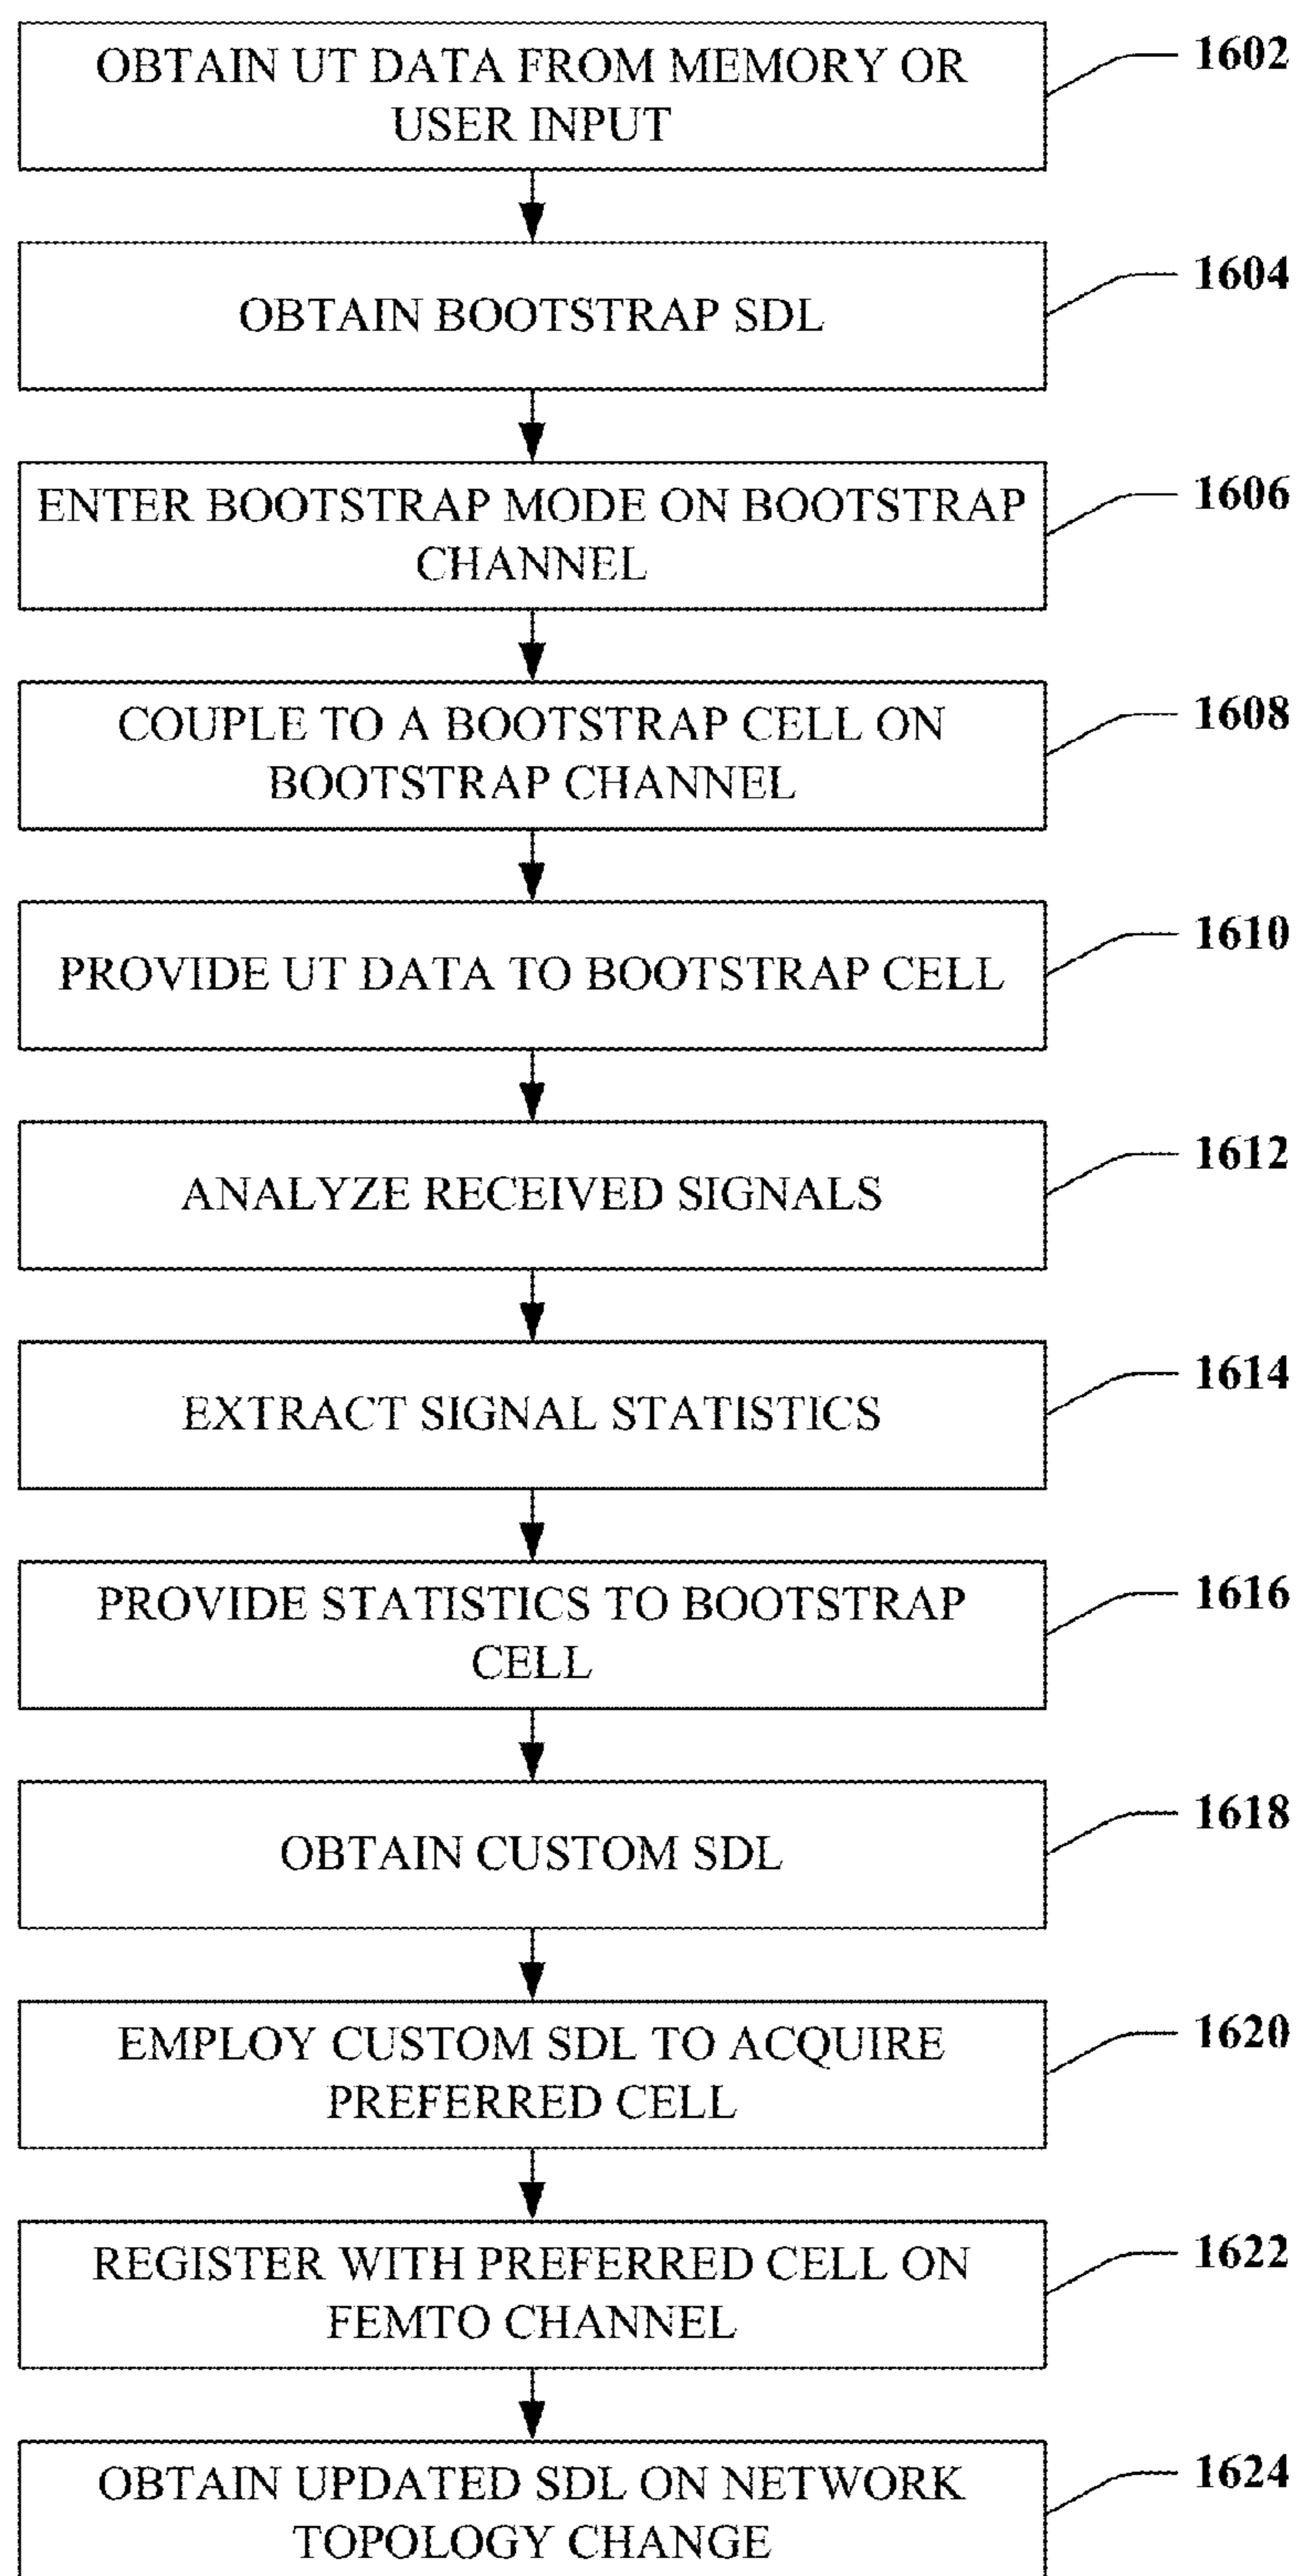 OBTAIN UT DATA FROM MEMORY OR
USER INPUT
1602
OBTAIN BOOTSTRAP SDL
1604
ENTER BOOTSTRAP MODE ON BOOTSTRAP
CHANNEL
1606
COUPLE TO A BOOTSTRAP CELL ON
BOOTSTRAP CHANNEL
1608
PROVIDE UT DATA TO BOOTSTRAP CELL
1610
ANALYZE RECEIVED SIGNALS
1612
EXTRACT SIGNAL STATISTICS
1614
PROVIDE STATISTICS TO BOOTSTRAP
CELL
1616
OBTAIN CUSTOM SDL
1618
EMPLOY CUSTOM SDL TO ACQUIRE
PREFERRED CELL
1620
REGISTER WITH PREFERRED CELL ON
FEMTO CHANNEL
1622
OBTAIN UPDATED SDL ON NETWORK
TOPOLOGY CHANGE
1624